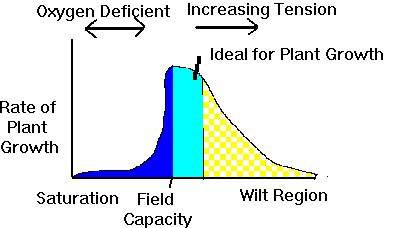 Oxygen Deficient
Increasing Tension
Ideal for Plant Growth
Rate of
Plant
Growth
Saturation
Field
Capacity
Wilt Region